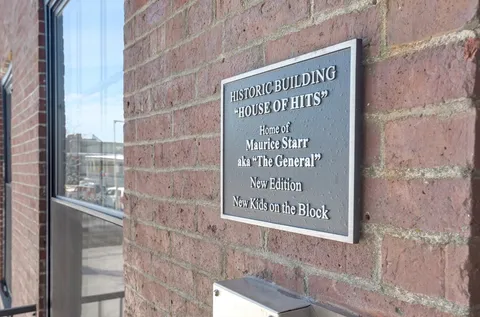 HISTORIC BUILDING
"HOUSE OF HITS"
Home of
Maurice Starr
aka "The General"
New Edition
New Kids on the Block